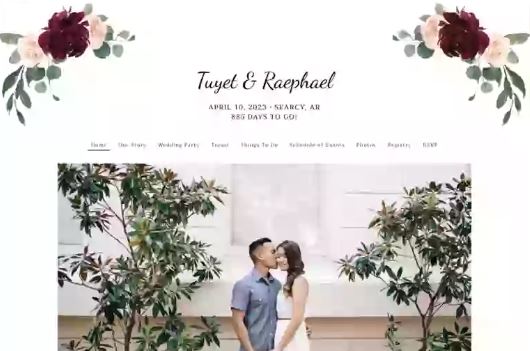 Tuyet & Raephael
APRIL 10, 2023 · SEARCY, AR
885 DAYS TO GO!
Home Our Story Wedding Party Travel Things To Do Schedule of Events Photos Registry RSVP